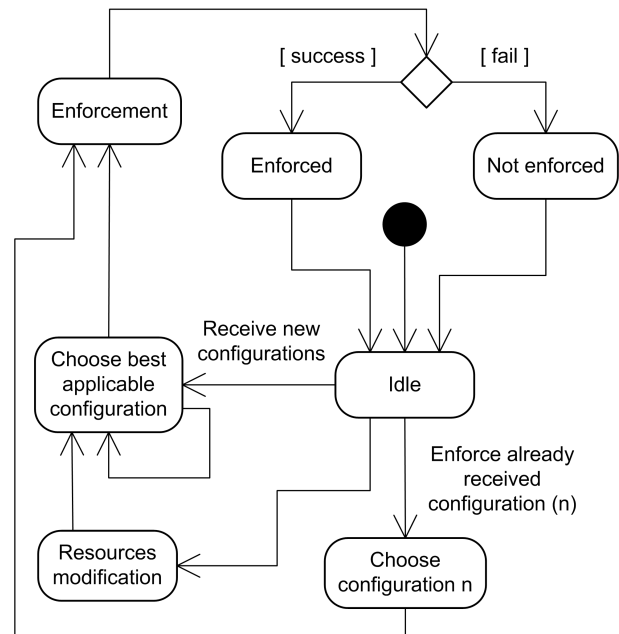 [ success ]
[ fail ]
Enforcement
Enforced
Not enforced
Receive new
configurations
Choose best
applicable
configuration
Idle
Enforce already
received
configuration (n)
Resources
modification
Choose
configuration n